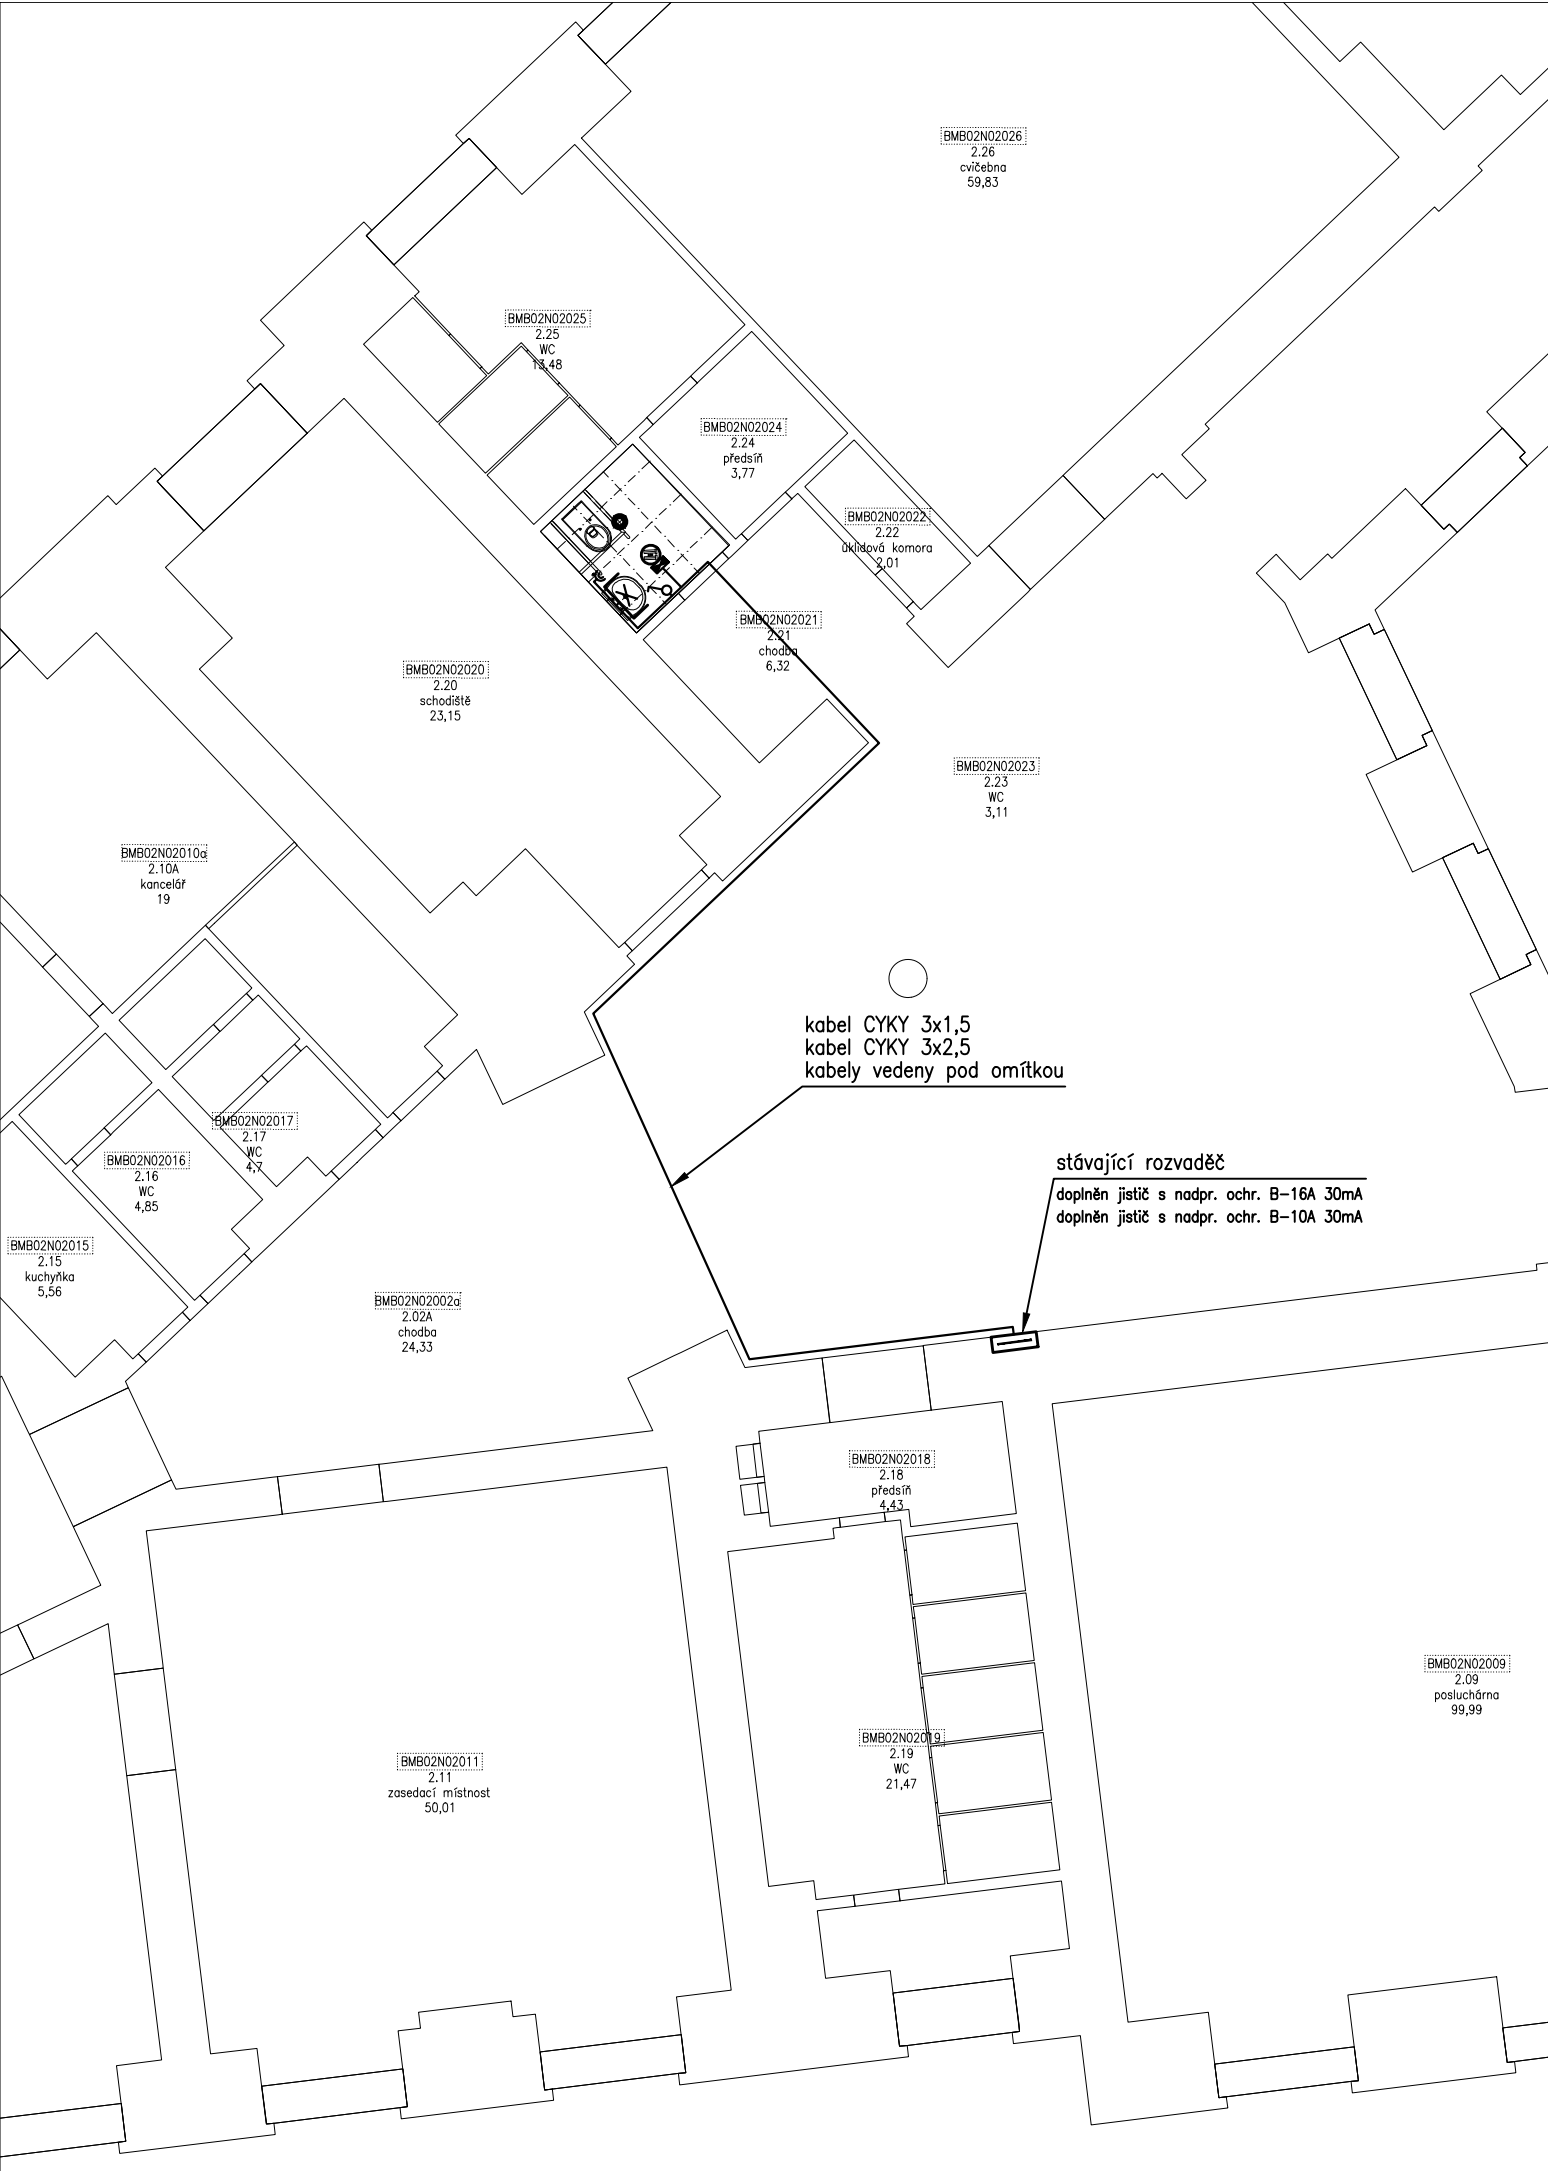 BMB02N02026
2.26
cvičebna
59,83
BMB02N02025
2.25
WC
13,48
BMB02N02024
2.24
předsíň
3,77
BMB02N02022
2.22
úklidová komora
2,01
BMB02N02021
2.21
chodba
6,32
BMB02N02020
2.20
schodiště
23,15
BMB02N02023
2.23
WC
3,11
BMB02N02010a
2.10A
kancelář
19
kabel CYKY 3x1,5
kabel CYKY 3x2,5
kabely vedeny pod omítkou
BMB02N02017
2.17
WC
4,7
BMB02N02016
2.16
WC
4,85
stávající rozvaděč
doplněn jistič s nadpr. ochr. B-16A 30mA
doplněn jistič s nadpr. ochr. B-10A 30mA
BMB02N02015
2.15
kuchyňka
5,56
BMB02N02002a
2.02A
chodba
24,33
BMB02N02018
2.18
předsíň
4,43
BMB02N02009
2.09
posluchárna
99,99
BMB02N02019
2.19
WC
21,47
BMB02N02011
2.11
zasedací místnost
50,01